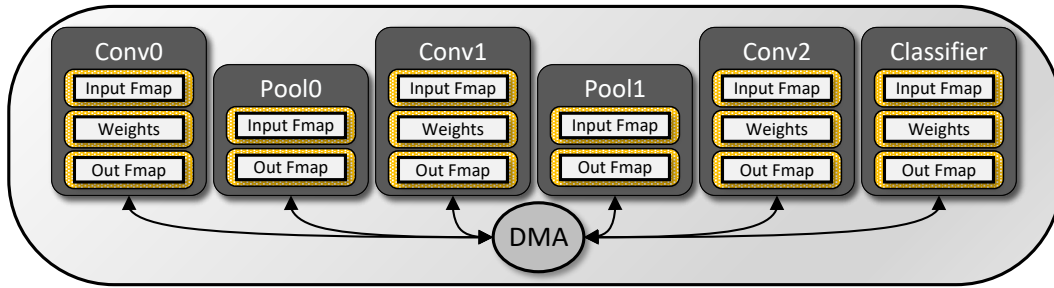 Conv0
Input Fmap
Weights
Out Fmap
Pool0
Input Fmap
Out Fmap
Conv1
Input Fmap
Weights
Out Fmap
Pool1
Input Fmap
Out Fmap
Conv2
Input Fmap
Weights
Out Fmap
Classifier
Input Fmap
Weights
Out Fmap
DMA